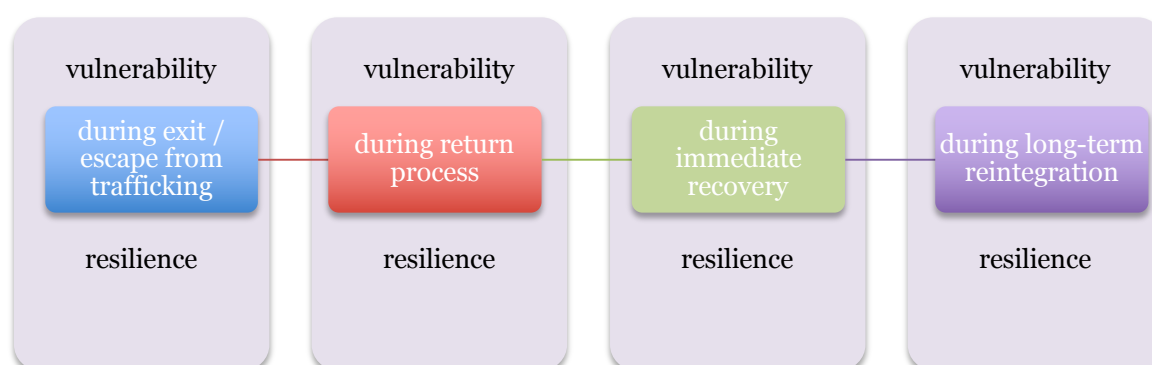 vulnerability
during exit /
escape from
trafficking
resilience
vulnerability
during return
process
resilience
vulnerability
during
immediate
recovery
resilience
vulnerability
during long-term
reintegration
resilience